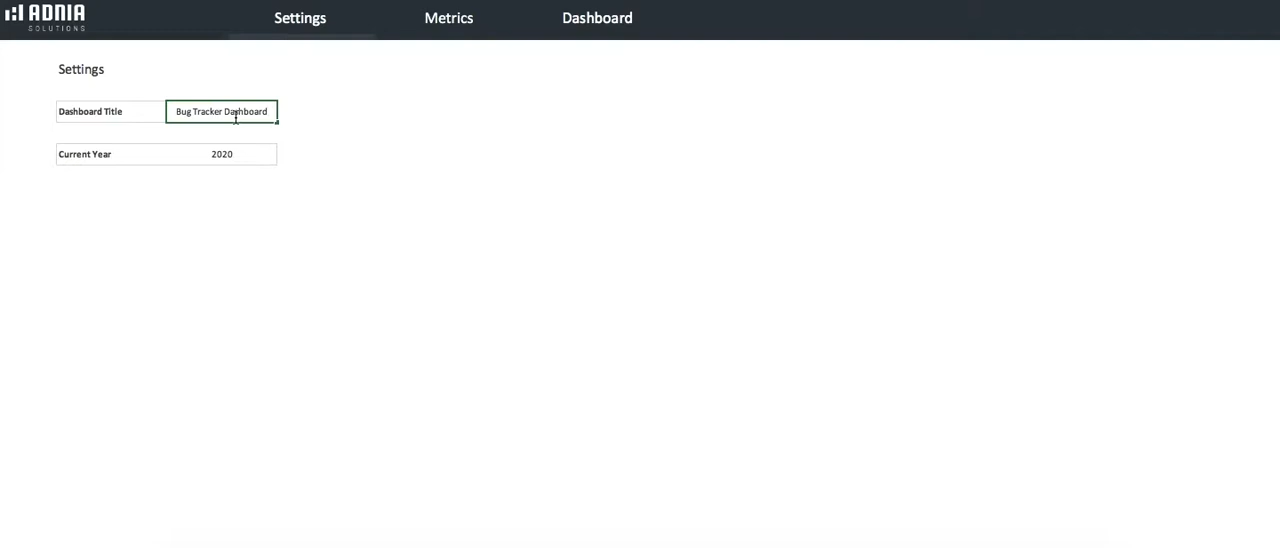 ADNIA
SOLUTIONS
Settings Metrics Dashboard
Settings
Dashboard Title Bug Tracker Dashboard
Current Year 2020